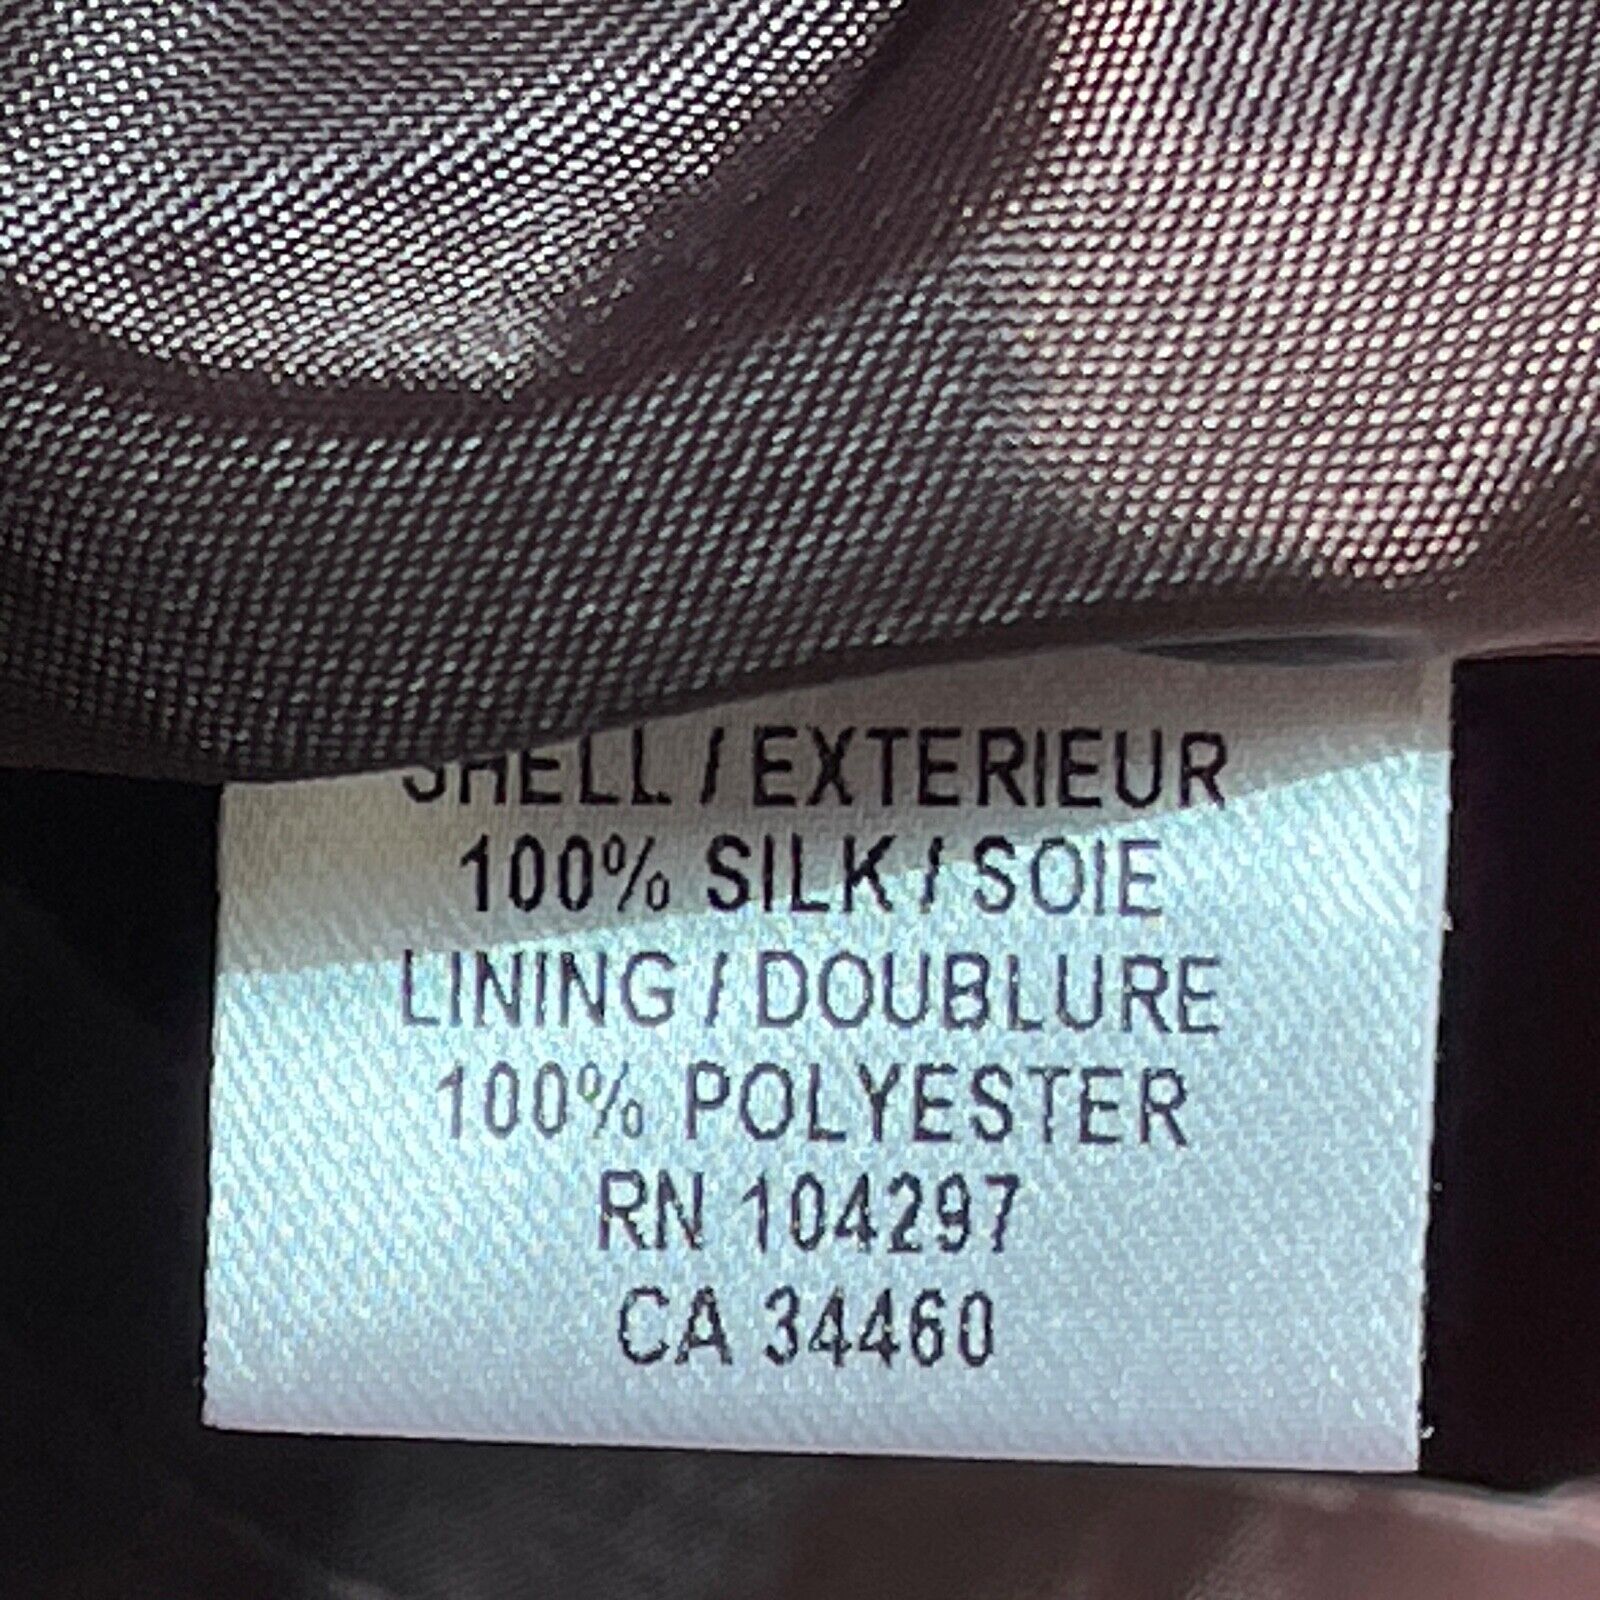 SHELL / EXTERIEUR
100% SILK / SOIE
LINING / DOUBLURE
100% POLYESTER
RN 104297
CA 34460